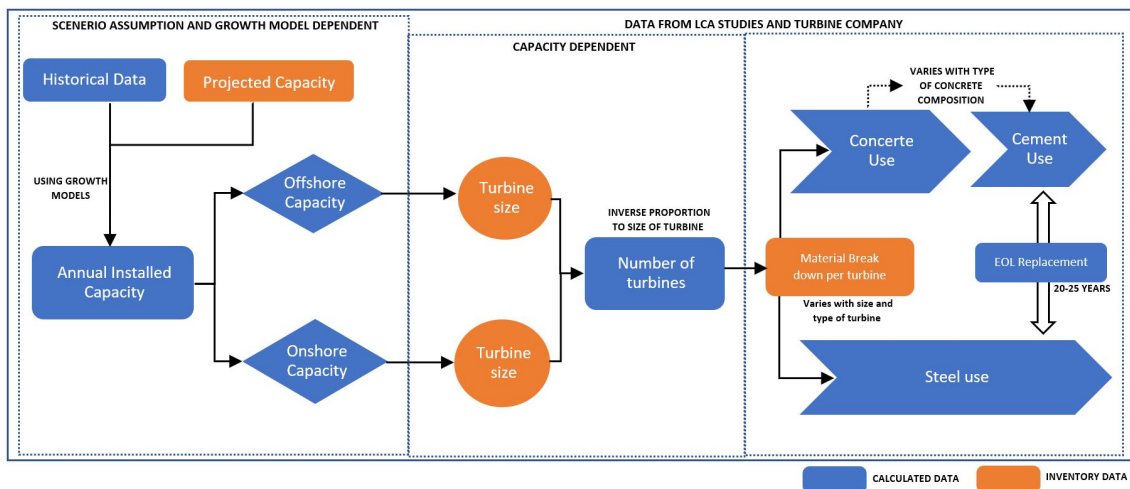 SCENERIO ASSUMPTION AND GROWTH MODEL DEPENDENT
DATA FROM LCA STUDIES AND TURBINE COMPANY
CAPACITY DEPENDENT
Historical Data
Projected Capacity
USING GROWTH
MODELS
Annual Installed
Capacity
Offshore
Capacity
Onshore
Capacity
Turbine
size
Turbine
size
INVERSE PROPORTION
TO SIZE OF TURBINE
Number of
turbines
Material Break
down per turbine
Varies with size and
type of turbine
VARIES WITH TYPE
OF CONCRETE
COMPOSITION
Concerte
Use
Cement
Use
EOL Replacement
20-25 YEARS
Steel use
CALCULATED DATA
INVENTORY DATA